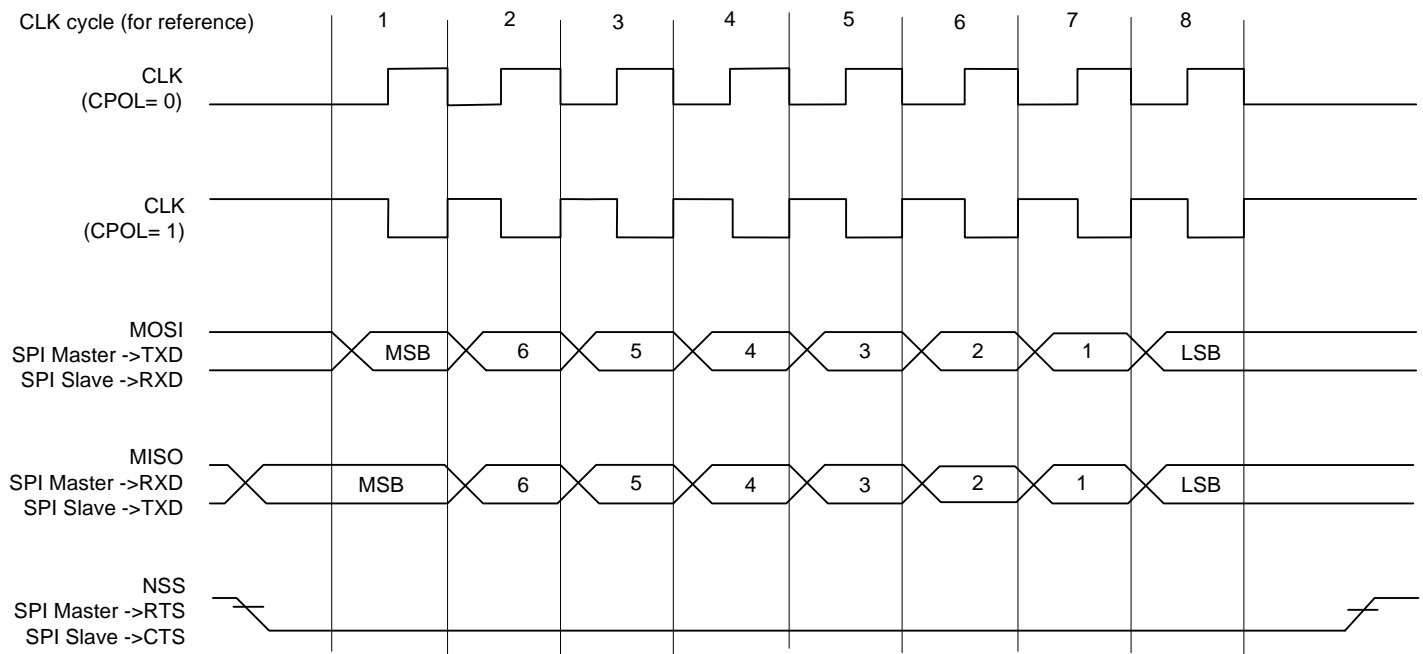 CLK cycle (for reference) 1 2 3 4 5 6 7 8
CLK
(CPOL= 0)
CLK
(CPOL= 1)
MOSI
SPI Master ->TXD
SPI Slave ->RXD
MSB 6 5 4 3 2 1 LSB
MISO
SPI Master ->RXD
SPI Slave ->TXD
MSB 6 5 4 3 2 1 LSB
NSS
SPI Master ->RTS
SPI Slave ->CTS